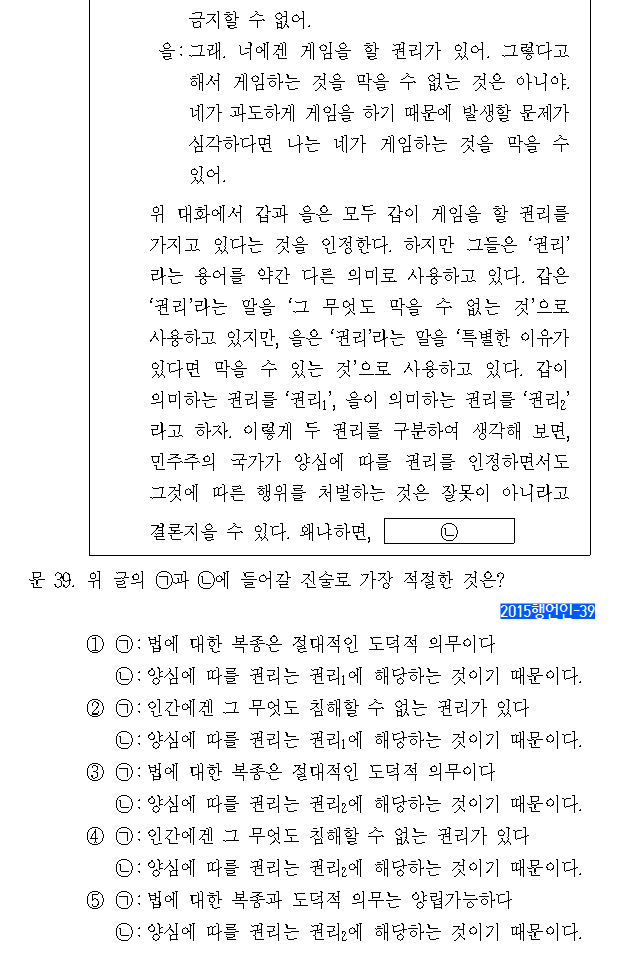 금지할 수 없어.
을: 그래. 너에겐 게임을 할 권리가 있어. 그렇다고
해서 게임하는 것을 막을 수 없는 것은 아니야.
네가 과도하게 게임을 하기 때문에 발생할 문제가
심각하다면 나는 네가 게임하는 것을 막을 수
있어.
위 대화에서 갑과 을은 모두 갑이 게임을 할 권리를
가지고 있다는 것을 인정한다. 하지만 그들은 ‘권리’
라는 용어를 약간 다른 의미로 사용하고 있다. 갑은
‘권리’라는 말을 ‘그 무엇도 막을 수 없는 것’으로
사용하고 있지만, 을은 ‘권리’라는 말을 ‘특별한 이유가
있다면 막을 수 있는 것’으로 사용하고 있다. 갑이
의미하는 권리를 ‘권리₁’, 을이 의미하는 권리를 ‘권리₂’
라고 하자. 이렇게 두 권리를 구분하여 생각해 보면,
민주주의 국가가 양심에 따를 권리를 인정하면서도
그것에 따른 행위를 처벌하는 것은 잘못이 아니라고
결론지을 수 있다. 왜냐하면, ㉡
문 39. 위 글의 ㉠과 ㉡에 들어갈 진술로 가장 적절한 것은?
2015행언인-39
① ㉠: 법에 대한 복종은 절대적인 도덕적 의무이다
㉡: 양심에 따를 권리는 권리₁에 해당하는 것이기 때문이다.
② ㉠: 인간에겐 그 무엇도 침해할 수 없는 권리가 있다
㉡: 양심에 따를 권리는 권리₁에 해당하는 것이기 때문이다.
③ ㉠: 법에 대한 복종은 절대적인 도덕적 의무이다
㉡: 양심에 따를 권리는 권리₂에 해당하는 것이기 때문이다.
④ ㉠: 인간에겐 그 무엇도 침해할 수 없는 권리가 있다
㉡: 양심에 따를 권리는 권리₂에 해당하는 것이기 때문이다.
⑤ ㉠: 법에 대한 복종과 도덕적 의무는 양립가능하다
㉡: 양심에 따를 권리는 권리₂에 해당하는 것이기 때문이다.